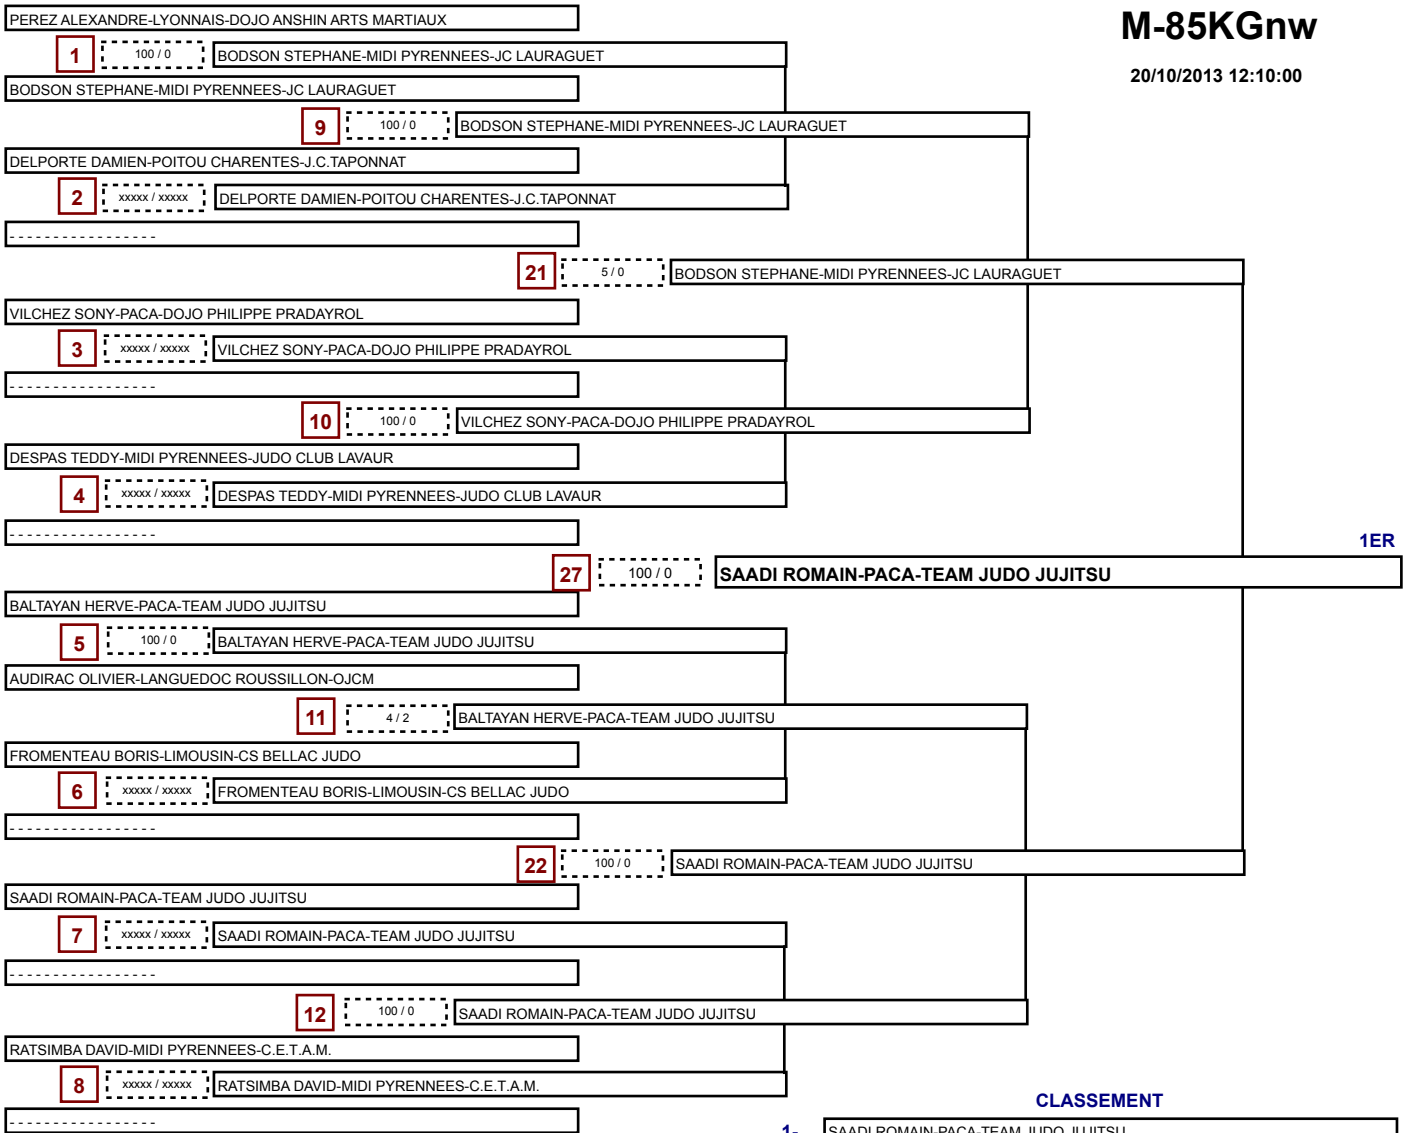 PEREZ ALEXANDRE-LYONNAIS-DOJO ANSHIN ARTS MARTIAUX
M-85KGnw
1 100 / 0 BODSON STEPHANE-MIDI PYRENNEES-JC LAURAGUET
20/10/2013 12:10:00
BODSON STEPHANE-MIDI PYRENNEES-JC LAURAGUET
9 100 / 0 BODSON STEPHANE-MIDI PYRENNEES-JC LAURAGUET
DELPORTE DAMIEN-POITOU CHARENTES-J.C.TAPONNAT
2 xxxxx / xxxxx DELPORTE DAMIEN-POITOU CHARENTES-J.C.TAPONNAT
- - - - - - - - - - - - - - - - -
21 5 / 0 BODSON STEPHANE-MIDI PYRENNEES-JC LAURAGUET
VILCHEZ SONY-PACA-DOJO PHILIPPE PRADAYROL
3 xxxxx / xxxxx VILCHEZ SONY-PACA-DOJO PHILIPPE PRADAYROL
- - - - - - - - - - - - - - - - -
10 100 / 0 VILCHEZ SONY-PACA-DOJO PHILIPPE PRADAYROL
DESPAS TEDDY-MIDI PYRENNEES-JUDO CLUB LAVAUR
4 xxxxx / xxxxx DESPAS TEDDY-MIDI PYRENNEES-JUDO CLUB LAVAUR
- - - - - - - - - - - - - - - - -
1ER
27 100 / 0 SAADI ROMAIN-PACA-TEAM JUDO JUJITSU
BALTAYAN HERVE-PACA-TEAM JUDO JUJITSU
5 100 / 0 BALTAYAN HERVE-PACA-TEAM JUDO JUJITSU
AUDIRAC OLIVIER-LANGUEDOC ROUSSILLON-OJCM
11 4 / 2 BALTAYAN HERVE-PACA-TEAM JUDO JUJITSU
FROMENTEAU BORIS-LIMOUSIN-CS BELLAC JUDO
6 xxxxx / xxxxx FROMENTEAU BORIS-LIMOUSIN-CS BELLAC JUDO
- - - - - - - - - - - - - - - - -
22 100 / 0 SAADI ROMAIN-PACA-TEAM JUDO JUJITSU
SAADI ROMAIN-PACA-TEAM JUDO JUJITSU
7 xxxxx / xxxxx SAADI ROMAIN-PACA-TEAM JUDO JUJITSU
- - - - - - - - - - - - - - - - -
12 100 / 0 SAADI ROMAIN-PACA-TEAM JUDO JUJITSU
RATSIMBA DAVID-MIDI PYRENNEES-C.E.T.A.M.
8 xxxxx / xxxxx RATSIMBA DAVID-MIDI PYRENNEES-C.E.T.A.M.
CLASSEMENT
- - - - - - - - - - - - - - - - -
1- SAADI ROMAIN-PACA-TEAM JUDO JUJITSU